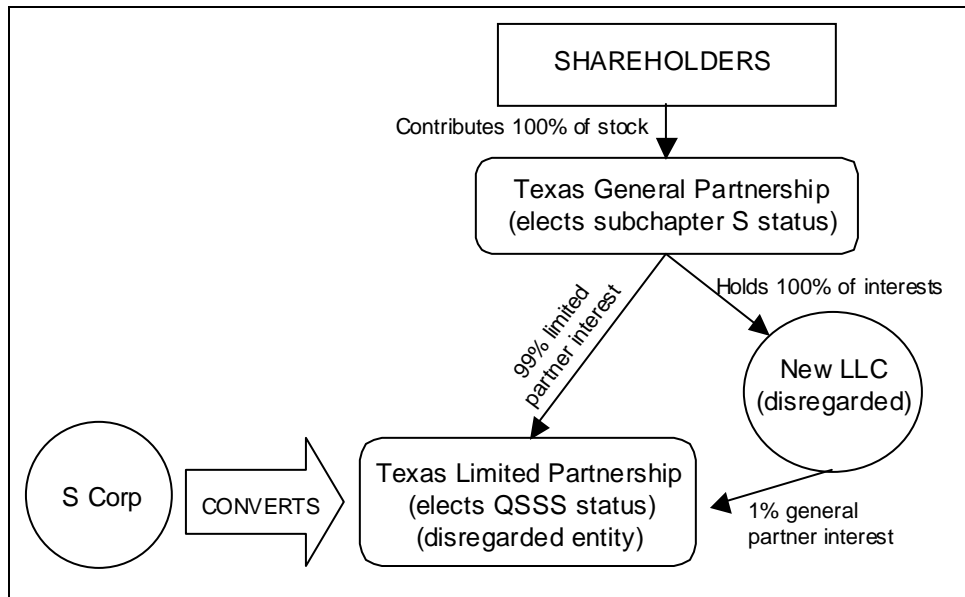 SHAREHOLDERS
Contributes 100% of stock
Texas General Partnership
(elects subchapter S status)
99% limited
partner interest
Holds 100% of interests
New LLC
(disregarded)
S Corp
CONVERTS
Texas Limited Partnership
(elects QSSS status)
(disregarded entity)
1% general
partner interest